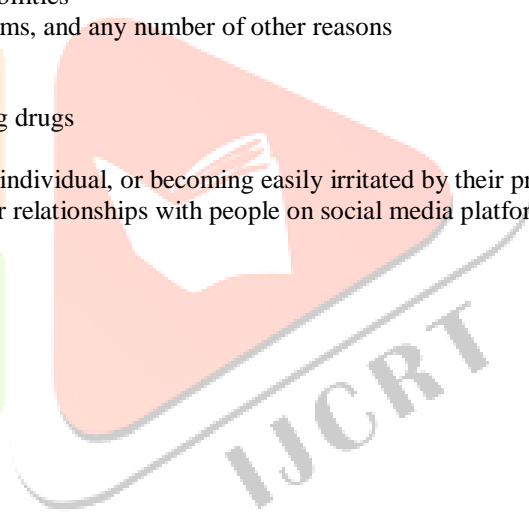 ms, and any number of other reasons
g drugs
individual, or becoming easily irritated by their pr
r relationships with people on social media platfor
IJCRT